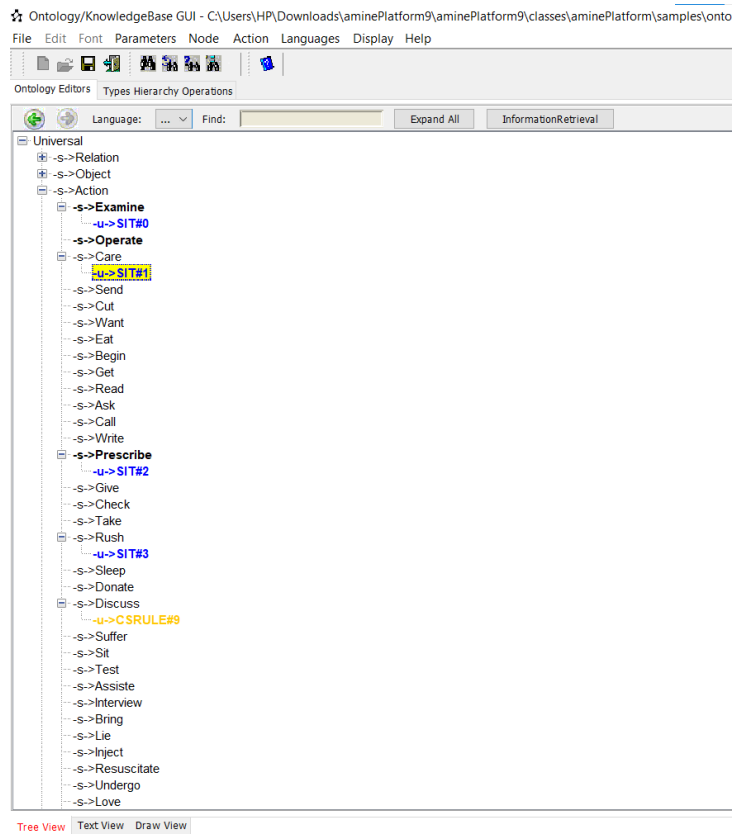 Ontology/KnowledgeBase GUI - C:\Users\HP\Downloads\aminePlatform9\aminePlatform9\classes\aminePlatform\samples\onto
File Edit Font Parameters Node Action Languages Display Help
Ontology Editors Types Hierarchy Operations
Language: ... Find: Expand All InformationRetrieval
Universal
-s->Relation
-s->Object
-s->Action
-s->Examine
-u->SIT#0
-s->Operate
-s->Care
-u->SIT#1
-s->Send
-s->Cut
-s->Want
-s->Eat
-s->Begin
-s->Get
-s->Read
-s->Ask
-s->Call
-s->Write
-s->Prescribe
-u->SIT#2
-s->Give
-s->Check
-s->Take
-s->Rush
-u->SIT#3
-s->Sleep
-s->Donate
-s->Discuss
-u->CSRULE#9
-s->Suffer
-s->Sit
-s->Test
-s->Assiste
-s->Interview
-s->Bring
-s->Lie
-s->Inject
-s->Resuscitate
-s->Undergo
-s->Love
Tree View Text View Draw View